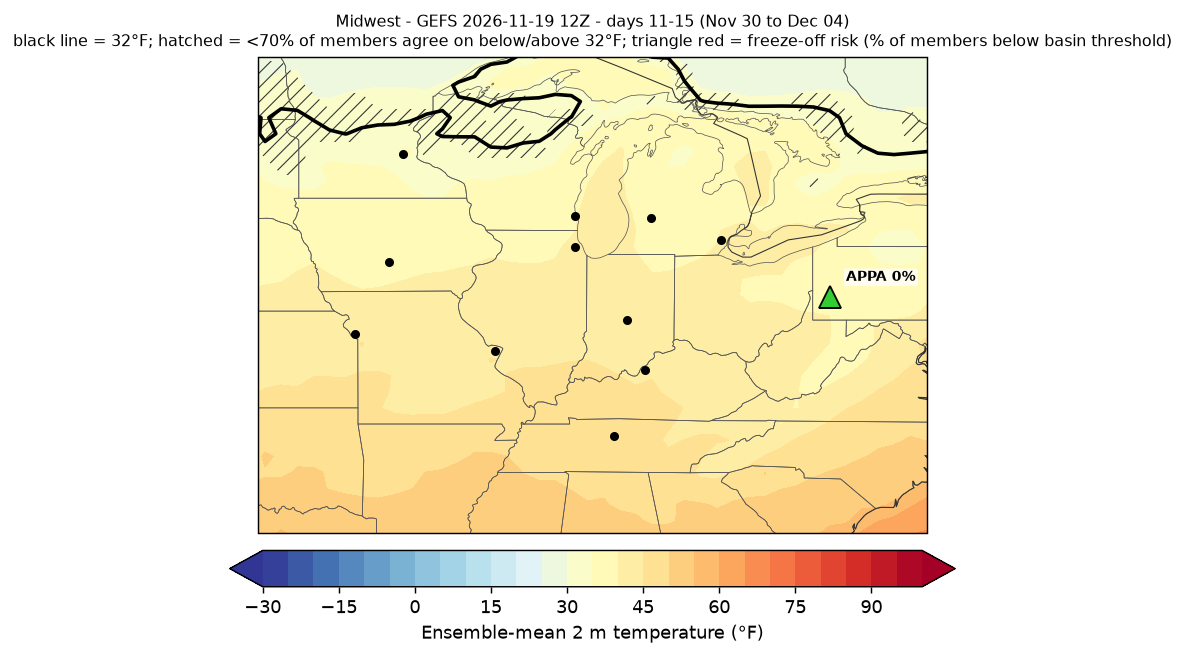 Midwest - GEFS 2026-11-19 12Z - days 11-15 (Nov 30 to Dec 04)
black line = 32°F; hatched = <70% of members agree on below/above 32°F; triangle red = freeze-off risk (% of members below basin threshold)
APPA 0%
−30 −15 0 15 30 45 60 75 90
Ensemble-mean 2 m temperature (°F)